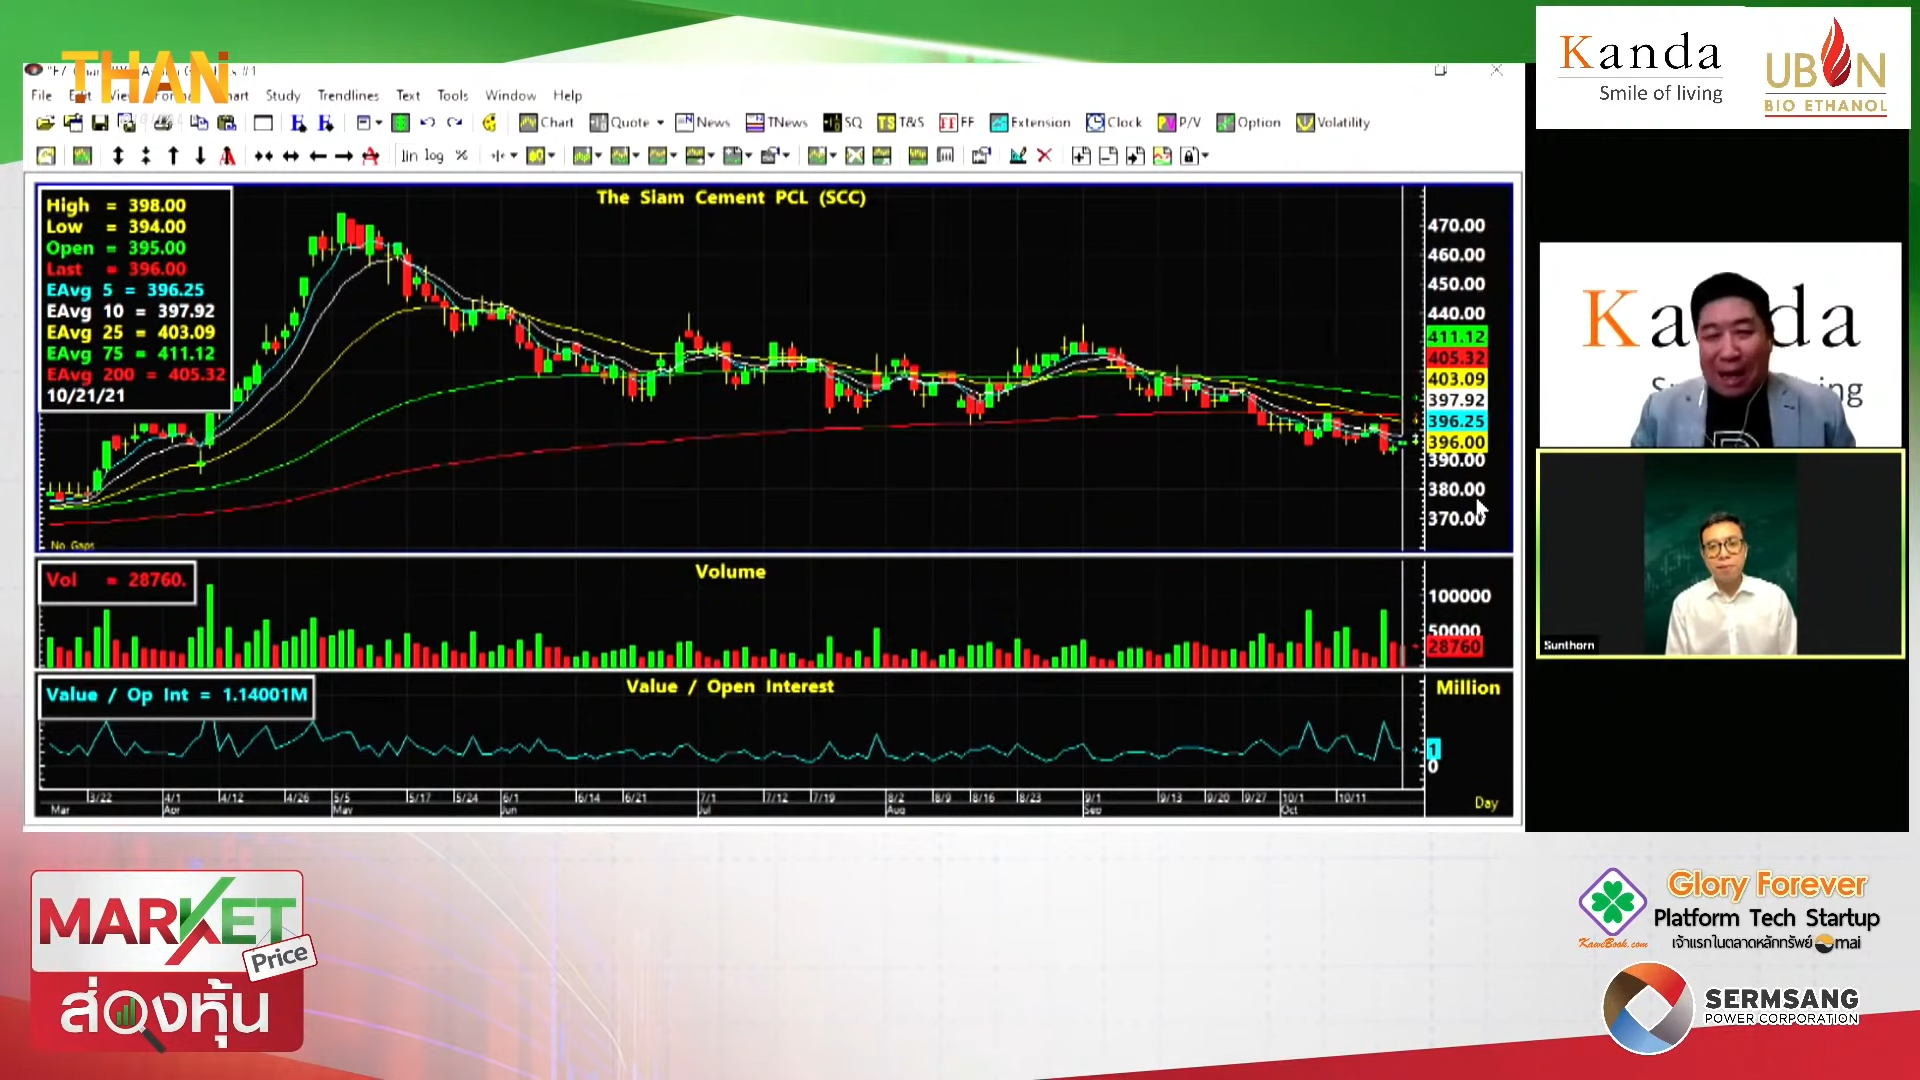 THAN
File Edit View Format Chart Study Trendlines Text Tools Window Help
Chart Quote News TNews SQ T&S FF Extension Clock P/V Option Volatility
lin log %
The Siam Cement PCL (SCC)
High = 398.00
Low = 394.00
Open = 395.00
Last = 396.00
EAvg 5 = 396.25
EAvg 10 = 397.92
EAvg 25 = 403.09
EAvg 75 = 411.12
EAvg 200 = 405.32
10/21/21
470.00
460.00
450.00
440.00
411.12
405.32
403.09
397.92
396.25
396.00
390.00
380.00
370.00
No Gaps
Vol = 28760.
Volume
100000
50000
28760
Value / Op Int = 1.14001M
Value / Open Interest
Million
1
0
3/22 4/1 4/12 4/26 5/5 5/17 5/24 6/1 6/14 6/21 7/1 7/12 7/19 8/2 8/9 8/16 8/23 9/1 9/13 9/20 9/27 10/1 10/11
Mar Apr May Jun Jul Aug Sep Oct
Day
Kanda
Smile of living
UBON
BIO ETHANOL
Kanda
Sunthorn
MARKET
Price
ส่องหุ้น
Glory Forever
Platform Tech Startup
KaweBook.com
เจ้าแรกในตลาดหลักทรัพย์ mai
SERMSANG
POWER CORPORATION